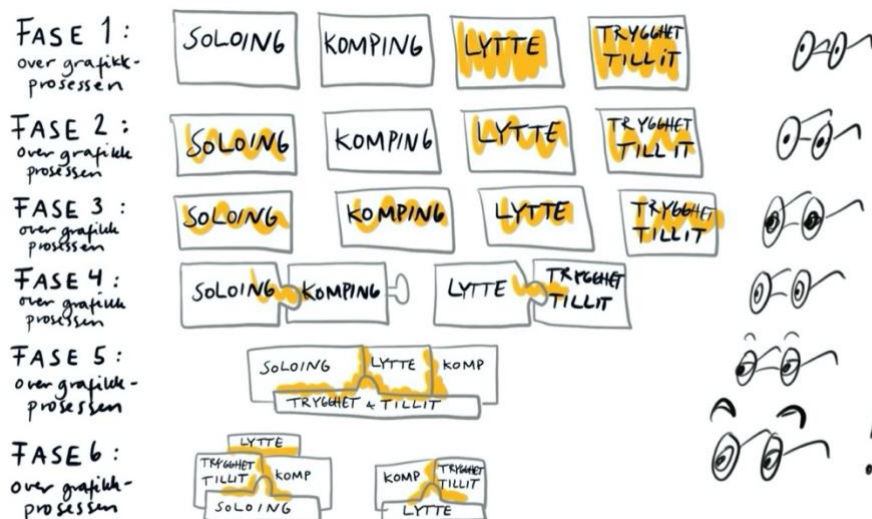 FASE 1:
over grafikk-
prosessen
SOLOING
KOMPING
LYTTE
TRYGGHET
TILLIT
FASE 2:
over grafikk
prosessen
SOLOING
KOMPING
LYTTE
TRYGGHET
TILLIT
FASE 3:
over grafikk
prosessen
SOLOING
KOMPING
LYTTE
TRYGGHET
TILLIT
FASE 4:
over grafikk
prosessen
SOLOING
KOMPING
LYTTE
TRYGGHET
TILLIT
FASE 5:
over grafikk-
prosessen
SOLOING
LYTTE
KOMP
TRYGGHET & TILLIT
FASE 6:
over grafikk-
prosessen
LYTTE
TRYGGHET
TILLIT
KOMP
SOLOING
KOMP
TRYGGHET
TILLIT
LYTTE
!